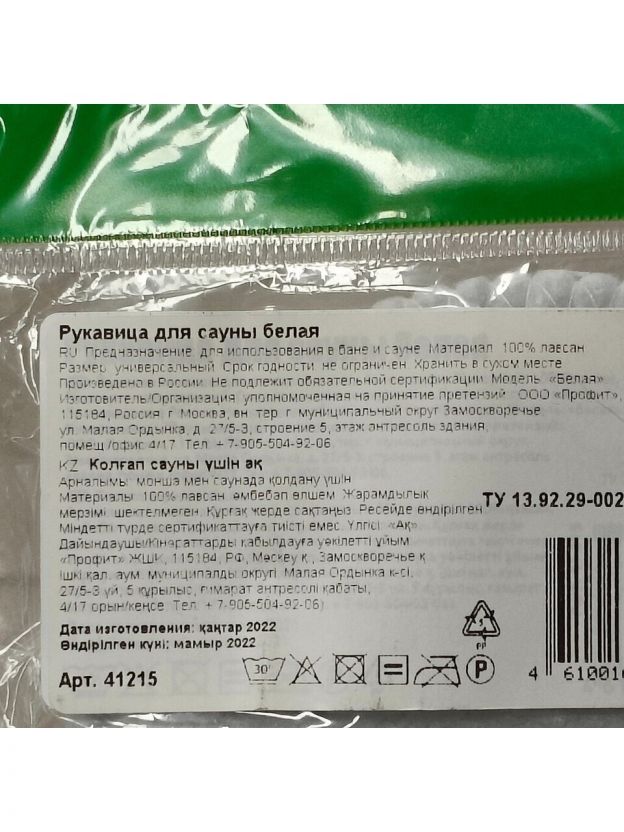 Рукавица для сауны белая
RU Предназначение: для использования в бане и сауне. Материал: 100% лавсан.
Размер: универсальный. Срок годности: не ограничен. Хранить в сухом месте.
Произведено в России. Не подлежит обязательной сертификации. Модель: «Белая»
Изготовитель/Организация, уполномоченная на принятие претензий: ООО «Профит»,
115184, Россия, г. Москва, вн. тер. г. муниципальный округ Замоскворечье
ул. Малая Ордынка, д. 27/5-3, строение 5, этаж антресоль здания,
помещ./офис 4/17. Тел.: + 7-905-504-92-06.
KZ Колғап сауны үшін ақ
Арналымы: монша мен саунада қолдану үшін
Материалы: 100% лавсан, әмбебап өлшем. Жарамдылық
мерзімі: шектелмеген. Құрғақ жерде сақтаңыз. Ресейде өндірілген
Міндетті түрде сертификаттауға тиісті емес. Үлгісі: «Ақ»
Дайындаушы/Кінәраттарды қабылдауға уәкілетті ұйым
«Профит» ЖШҚ, 115184, РФ, Мәскеу қ., Замоскворечье қ.
Ішкі қал. аум. муниципалды округі, Малая Ордынка к-сі,
27/5-3 үй, 5 құрылыс, ғимарат антресолі қабаты,
4/17 орын/кеңсе. Тел.: + 7-905-504-92-06)
ТУ 13.92.29-002
Дата изготовления: қаңтар 2022
Өндірілген күні: мамыр 2022
Арт. 41215
30°
P
5
PP
4 610010